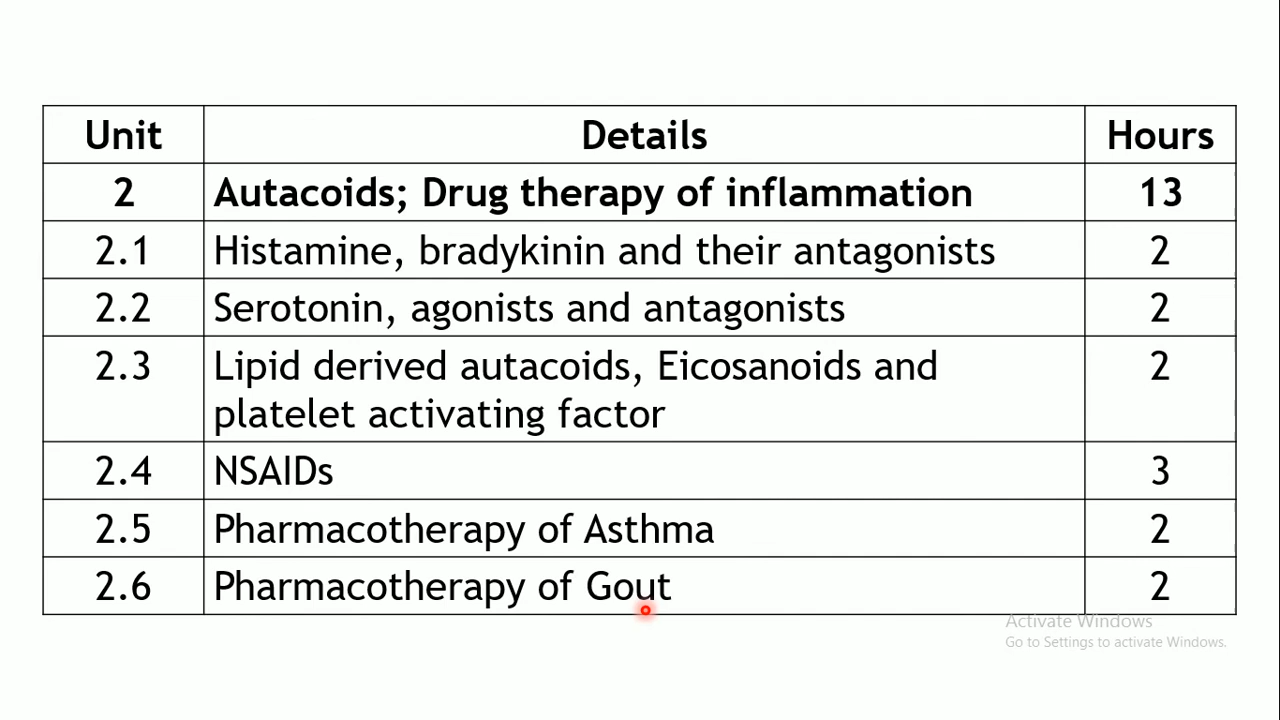 Unit Details Hours
2 Autacoids; Drug therapy of inflammation 13
2.1 Histamine, bradykinin and their antagonists 2
2.2 Serotonin, agonists and antagonists 2
2.3 Lipid derived autacoids, Eicosanoids and 2
platelet activating factor
2.4 NSAIDs 3
2.5 Pharmacotherapy of Asthma 2
2.6 Pharmacotherapy of Gout 2
Activate Windows
Go to Settings to activate Windows.